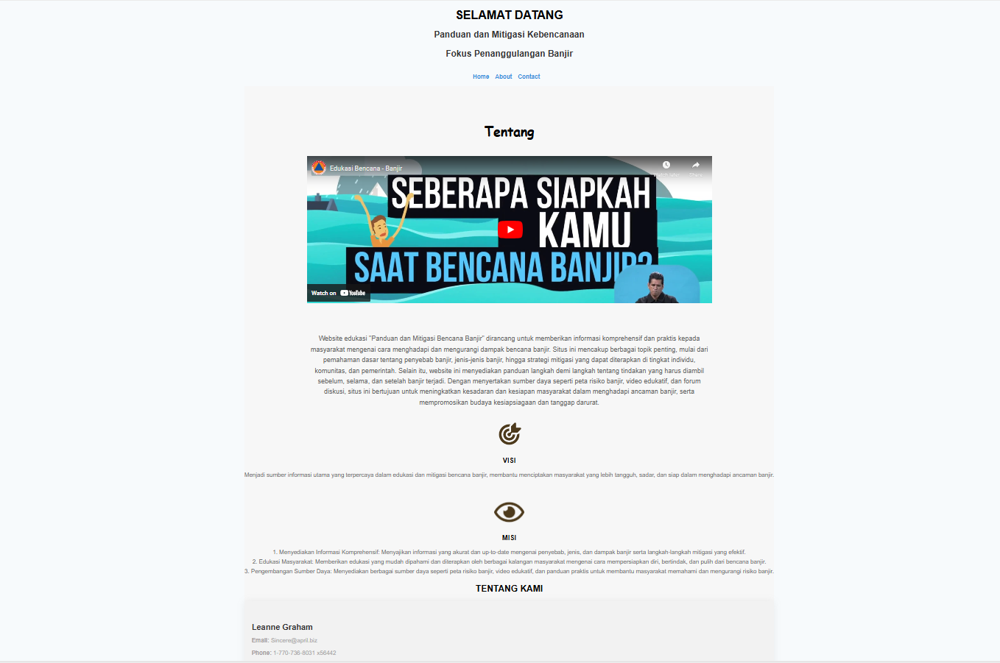 SELAMAT DATANG
Panduan dan Mitigasi Kebencanaan
Fokus Penanggulangan Banjir
Home About Contact
Tentang
Edukasi Bencana - Banjir
Watch later Share
SEBERAPA SIAPKAH
KAMU
SAAT BENCANA BANJIR?
Watch on YouTube
Website edukasi "Panduan dan Mitigasi Bencana Banjir" dirancang untuk memberikan informasi komprehensif dan praktis kepada
masyarakat mengenai cara menghadapi dan mengurangi dampak bencana banjir. Situs ini mencakup berbagai topik penting, mulai dari
pemahaman dasar tentang penyebab banjir, jenis-jenis banjir, hingga strategi mitigasi yang dapat diterapkan di tingkat individu,
komunitas, dan pemerintah. Selain itu, website ini menyediakan panduan langkah demi langkah tentang tindakan yang harus diambil
sebelum, selama, dan setelah banjir terjadi. Dengan menyertakan sumber daya seperti peta risiko banjir, video edukatif, dan forum
diskusi, situs ini bertujuan untuk meningkatkan kesadaran dan kesiapan masyarakat dalam menghadapi ancaman banjir, serta
mempromosikan budaya kesiapsiagaan dan tanggap darurat.
VISI
Menjadi sumber informasi utama yang terpercaya dalam edukasi dan mitigasi bencana banjir, membantu menciptakan masyarakat yang lebih tangguh, sadar, dan siap dalam menghadapi ancaman banjir.
MISI
1. Menyediakan Informasi Komprehensif: Menyajikan informasi yang akurat dan up-to-date mengenai penyebab, jenis, dan dampak banjir serta langkah-langkah mitigasi yang efektif.
2. Edukasi Masyarakat: Memberikan edukasi yang mudah dipahami dan diterapkan oleh berbagai kalangan masyarakat mengenai cara mempersiapkan diri, bertindak, dan pulih dari bencana banjir.
3. Pengembangan Sumber Daya: Menyediakan berbagai sumber daya seperti peta risiko banjir, video edukatif, dan panduan praktis untuk membantu masyarakat memahami dan mengurangi risiko banjir.
TENTANG KAMI
Leanne Graham
Email: Sincere@april.biz
Phone: 1-770-736-8031 x56442